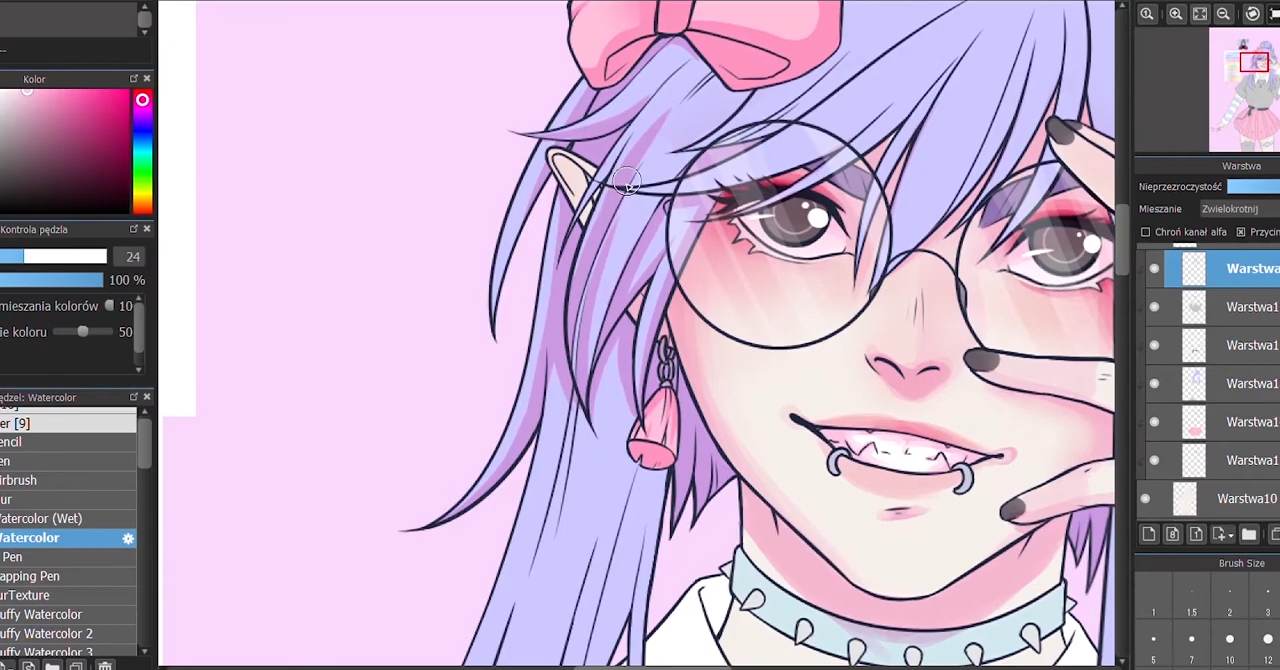 --
Kolor
Kontrola pędzla
24
100 %
mieszania kolorów 10
ie koloru 50
ędzel: Watercolor
er [9]
encil
en
irbrush
ur
atercolor (Wet)
Watercolor
Pen
apping Pen
urTexture
uffy Watercolor
uffy Watercolor 2
uffy Watercolor 3
Warstwa
Nieprzezroczystość
Mieszanie Zwielokrotnij
Chroń kanał alfa Przycin
Warstwa
Warstwa1
Warstwa1
Warstwa1
Warstwa1
Warstwa1
Warstwa10
Brush Size
1 1.5 2 3
5 7 10 12